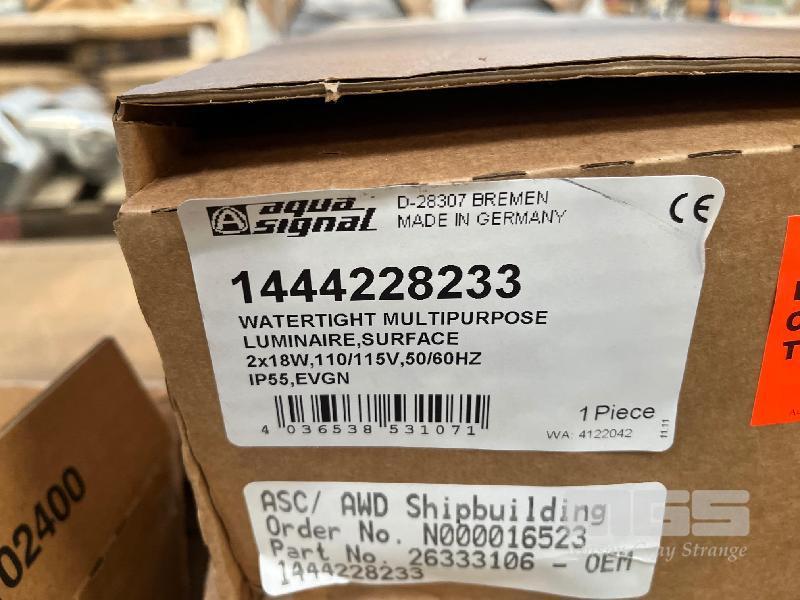 aqua signal
D-28307 BREMEN
MADE IN GERMANY
CE
1444228233
WATERTIGHT MULTIPURPOSE
LUMINAIRE,SURFACE
2x18W,110/115V,50/60HZ
IP55,EVGN
4 036538 531071
1 Piece
WA: 4122042
11.11
ASC/ AWD Shipbuilding
Order No. N000016523
Part No. 26333106 - OEM
1444228233
02400